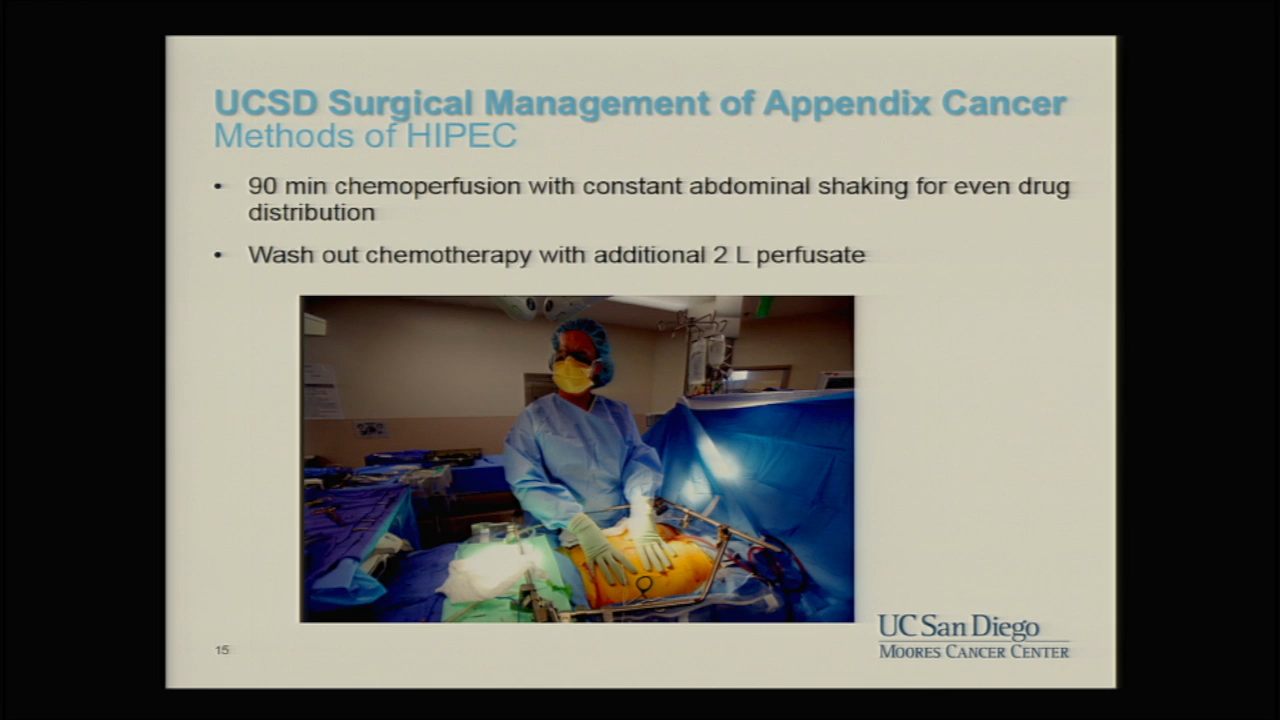 UCSD Surgical Management of Appendix Cancer
Methods of HIPEC
• 90 min chemoperfusion with constant abdominal shaking for even drug
distribution
• Wash out chemotherapy with additional 2 L perfusate
15
UC San Diego
MOORES CANCER CENTER